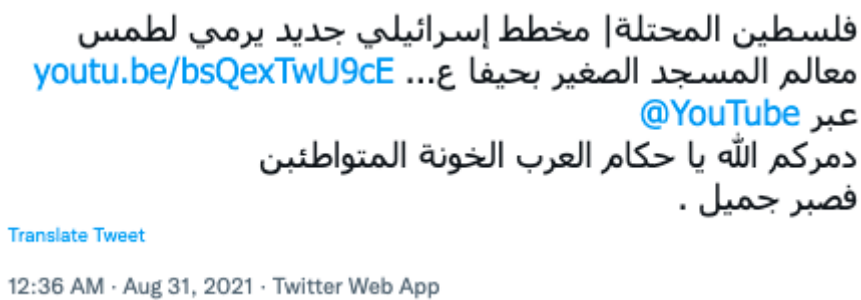 فلسطين المحتلة| مخطط إسرائيلي جديد يرمي لطمس
معالم المسجد الصغير بحيفا ع... youtu.be/bsQexTwU9cE
عبر @YouTube
دمركم الله يا حكام العرب الخونة المتواطئبن
فصبر جميل .
Translate Tweet
12:36 AM · Aug 31, 2021 · Twitter Web App